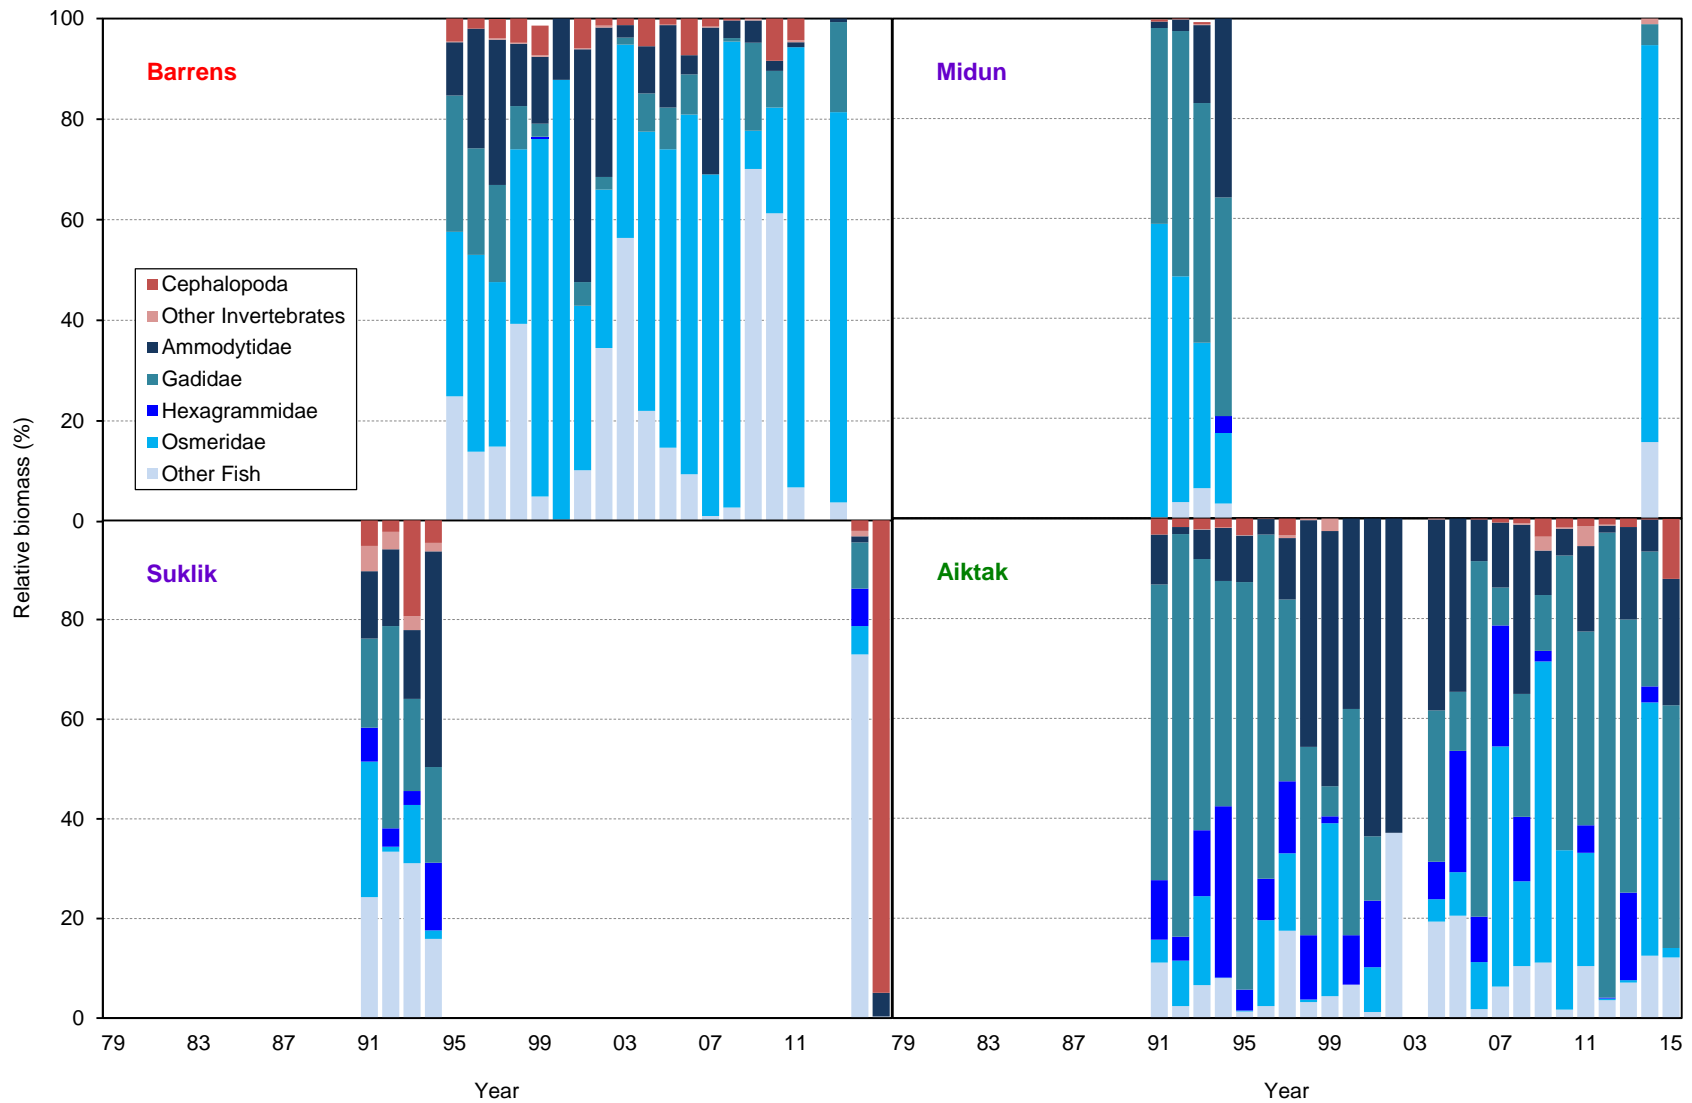 100
80
60
40
20
0
80
60
40
20
0
Relative biomass (%)
Barrens
Midun
Cephalopoda
Other Invertebrates
Ammodytidae
Gadidae
Hexagrammidae
Osmeridae
Other Fish
Suklik
Aiktak
79 83 87 91 95 99 03 07 11
79 83 87 91 95 99 03 07 11 15
Year Year